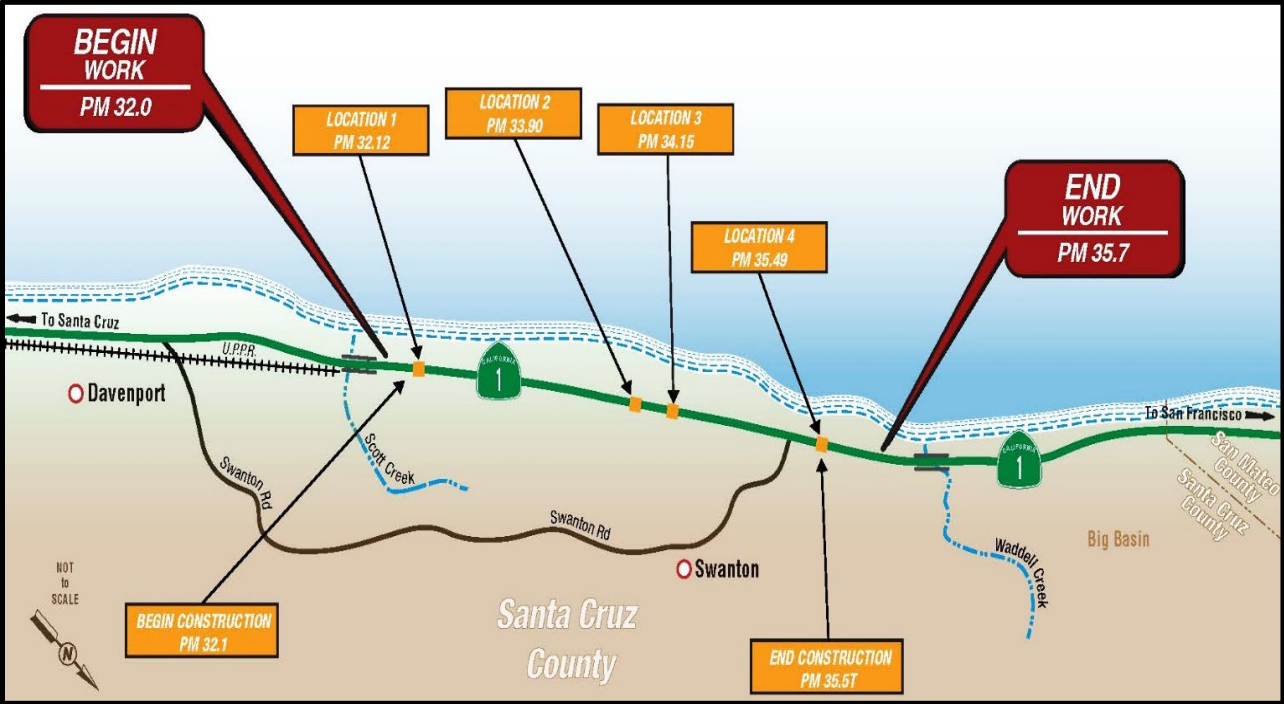 BEGIN
WORK
PM 32.0
LOCATION 1
PM 32.12
LOCATION 2
PM 33.90
LOCATION 3
PM 34.15
LOCATION 4
PM 35.49
END
WORK
PM 35.7
To Santa Cruz
U.P.P.R.
Davenport
CALIFORNIA
1
To San Francisco
CALIFORNIA
1
San Mateo
County
Santa Cruz
County
Scott Creek
Swanton Rd
Swanton Rd
Swanton
Big Basin
Waddell Creek
NOT
to
SCALE
N
BEGIN CONSTRUCTION
PM 32.1
Santa Cruz
County
END CONSTRUCTION
PM 35.5T